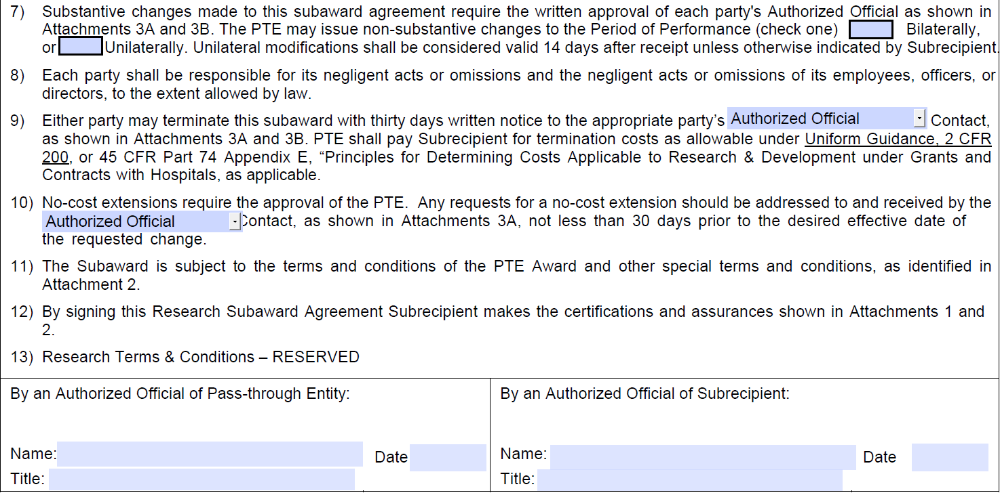 7) Substantive changes made to this subaward agreement require the written approval of each party's Authorized Official as shown in
Attachments 3A and 3B. The PTE may issue non-substantive changes to the Period of Performance (check one) Bilaterally,
or Unilaterally. Unilateral modifications shall be considered valid 14 days after receipt unless otherwise indicated by Subrecipient.
8) Each party shall be responsible for its negligent acts or omissions and the negligent acts or omissions of its employees, officers, or
directors, to the extent allowed by law.
9) Either party may terminate this subaward with thirty days written notice to the appropriate party’s Authorized Official Contact,
as shown in Attachments 3A and 3B. PTE shall pay Subrecipient for termination costs as allowable under Uniform Guidance, 2 CFR
200, or 45 CFR Part 74 Appendix E, “Principles for Determining Costs Applicable to Research & Development under Grants and
Contracts with Hospitals, as applicable.
10) No-cost extensions require the approval of the PTE. Any requests for a no-cost extension should be addressed to and received by the
Authorized Official Contact, as shown in Attachments 3A, not less than 30 days prior to the desired effective date of
the requested change.
11) The Subaward is subject to the terms and conditions of the PTE Award and other special terms and conditions, as identified in
Attachment 2.
12) By signing this Research Subaward Agreement Subrecipient makes the certifications and assurances shown in Attachments 1 and
2.
13) Research Terms & Conditions – RESERVED
By an Authorized Official of Pass-through Entity:
Name: Date
Title:
By an Authorized Official of Subrecipient:
Name: Date
Title: